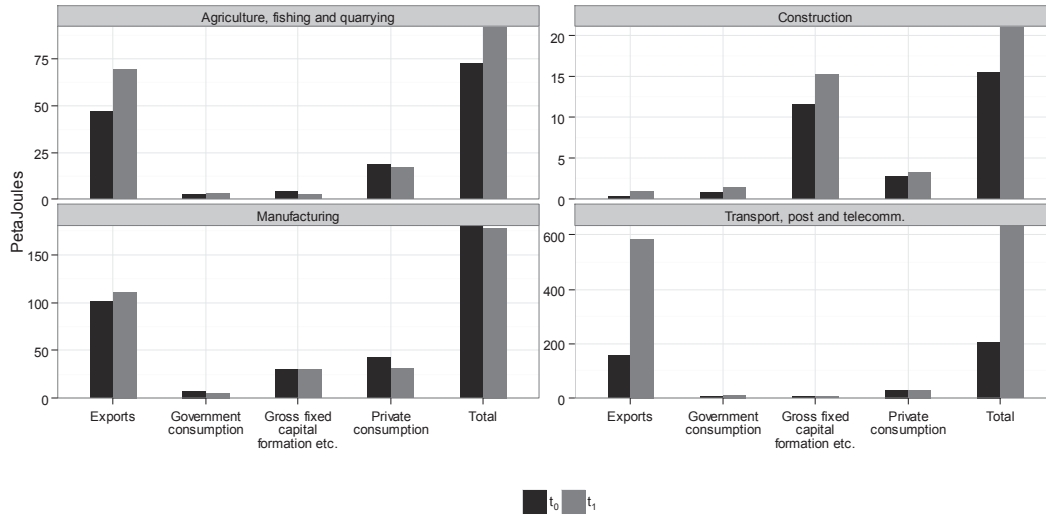 Agriculture, fishing and quarrying
Construction
75
50
25
0
20
15
10
5
0
PetaJoules
Manufacturing
Transport, post and telecomm.
150
100
50
0
600
400
200
0
Exports
Government
consumption
Gross fixed
capital
formation etc.
Private
consumption
Total
Exports
Government
consumption
Gross fixed
capital
formation etc.
Private
consumption
Total
t0 t1